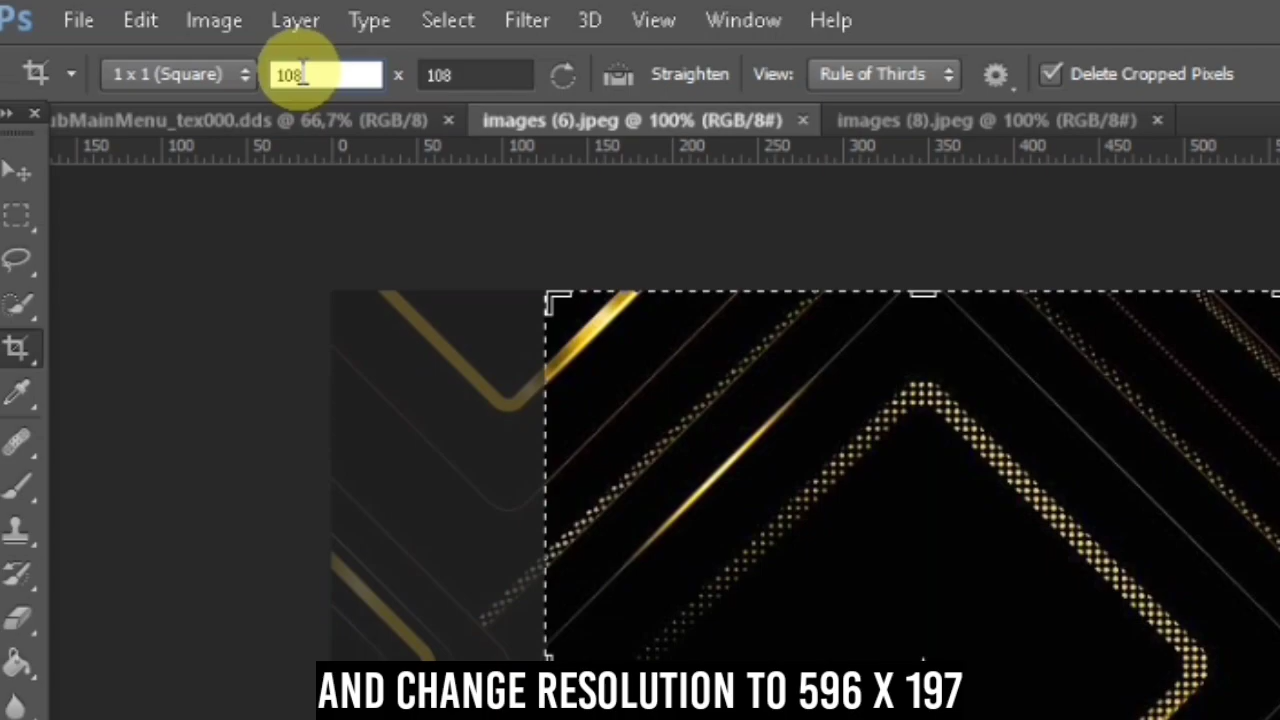 Ps File Edit Image Layer Type Select Filter 3D View Window Help
1 x 1 (Square) 108 x 108 Straighten View: Rule of Thirds Delete Cropped Pixels
ubMainMenu_tex000.dds @ 66,7% (RGB/8) × images (6).jpeg @ 100% (RGB/8#) × images (8).jpeg @ 100% (RGB/8#) ×
150 100 50 0 50 100 150 200 250 300 350 400 450 500
AND CHANGE RESOLUTION TO 596 X 197